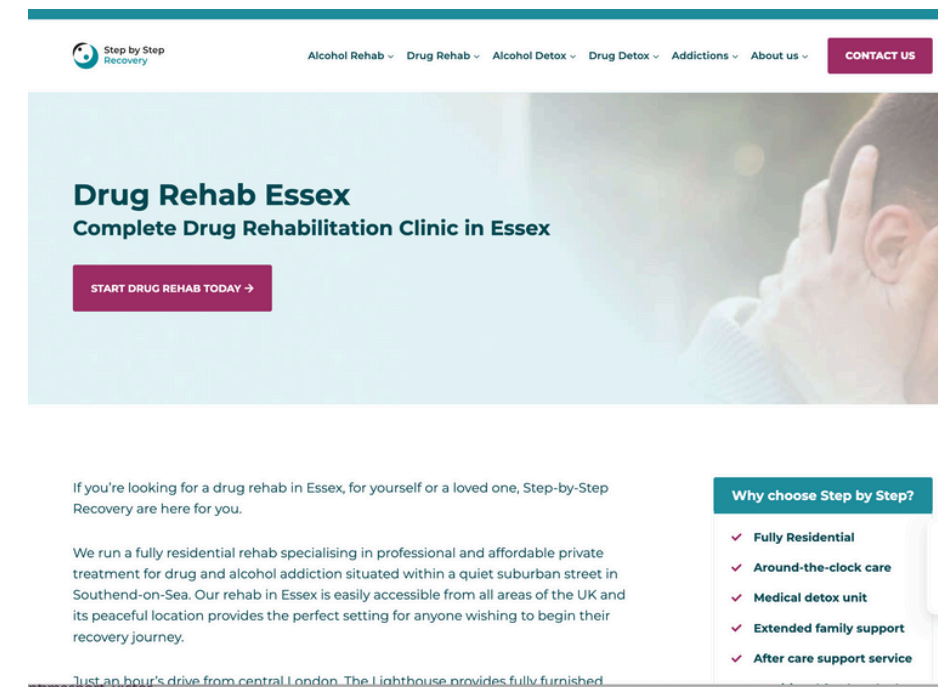 Step by Step
Recovery
Alcohol Rehab
Drug Rehab
Alcohol Detox
Drug Detox
Addictions
About us
CONTACT US
Drug Rehab Essex
Complete Drug Rehabilitation Clinic in Essex
START DRUG REHAB TODAY →
If you're looking for a drug rehab in Essex, for yourself or a loved one, Step-by-Step
Recovery are here for you.
We run a fully residential rehab specialising in professional and affordable private
treatment for drug and alcohol addiction situated within a quiet suburban street in
Southend-on-Sea. Our rehab in Essex is easily accessible from all areas of the UK and
its peaceful location provides the perfect setting for anyone wishing to begin their
recovery journey.
Just an hour's drive from central London, The Lighthouse provides fully furnished
Why choose Step by Step?
Fully Residential
Around-the-clock care
Medical detox unit
Extended family support
After care support service